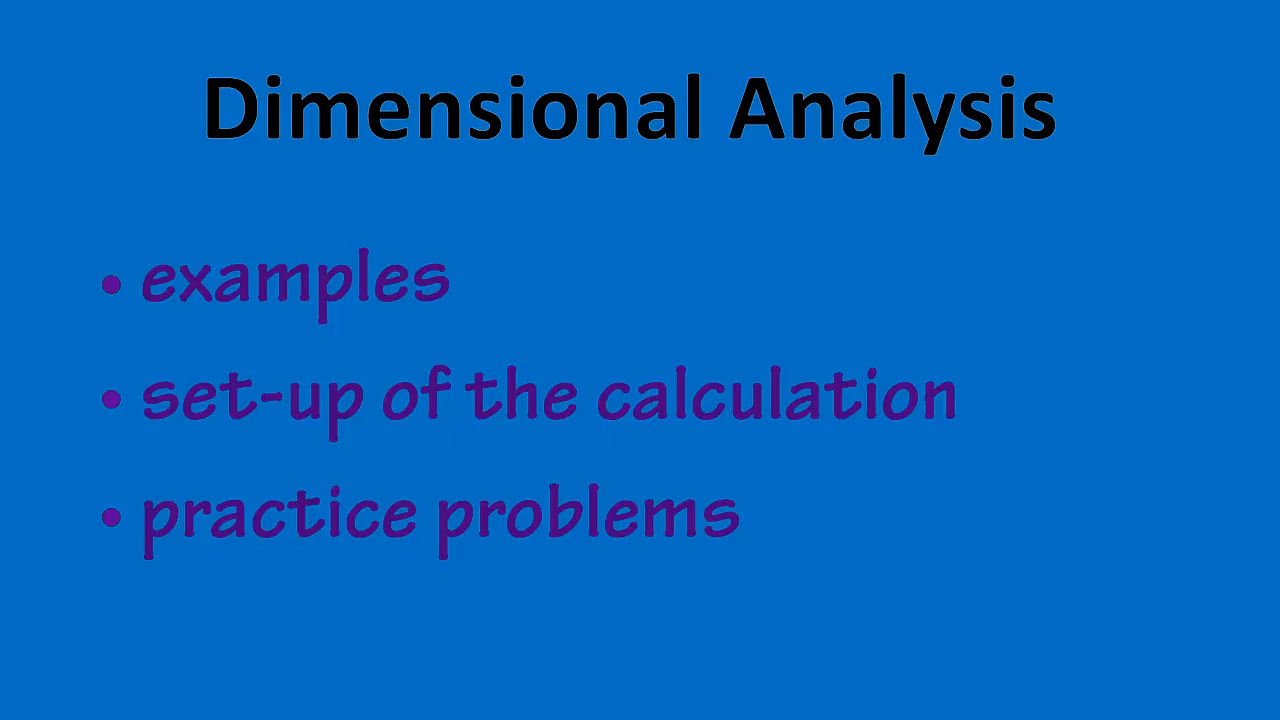 Dimensional Analysis
• examples
• set-up of the calculation
• practice problems